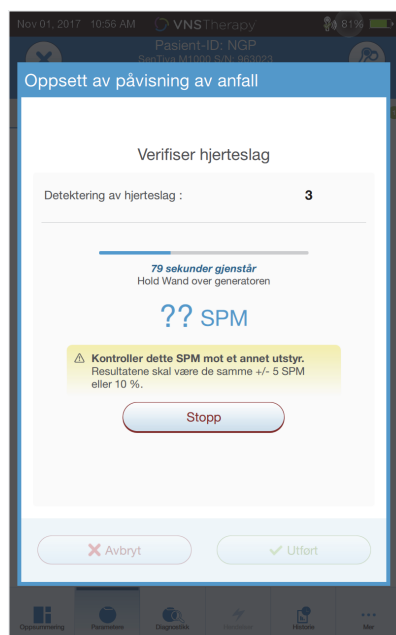 Nov 01, 2017 10:56 AM VNSTherapy 81%
Pasient-ID: NGP
SenTiva M1000 S/N: 963023
Oppsett av påvisning av anfall
Verifiser hjerteslag
Detektering av hjerteslag : 3
79 sekunder gjenstår
Hold Wand over generatoren
?? SPM
Kontroller dette SPM mot et annet utstyr.
Resultatene skal være de samme +/- 5 SPM
eller 10 %.
Stopp
Avbryt Utført
Oppsummering Parametere Diagnostikk Hendelser Historie Mer